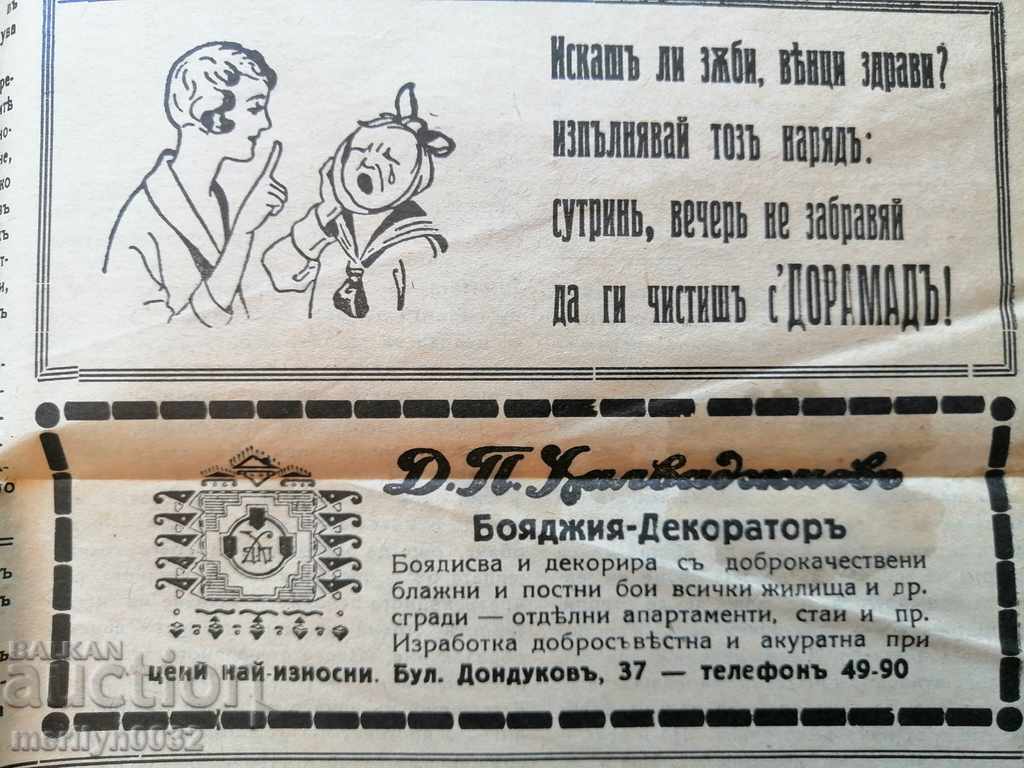 Искашъ ли зѫби, вѣнци здрави?
изпълнявай тозъ нарядъ:
сутринь, вечерь не забравяй
да ги чистишъ с' ДОРАМАДЪ!
Д. П.
Бояджия-Декораторъ
Боядисва и декорира съ доброкачествени
блажни и постни бои всички жилища и др.
сгради — отдѣлни апартаменти, стаи и пр.
Изработка добросъвѣстна и акуратна при
цени най-износни. Бул. Дондуковъ, 37 — телефонъ 49-90
BALKAN
auction
merilyn0032